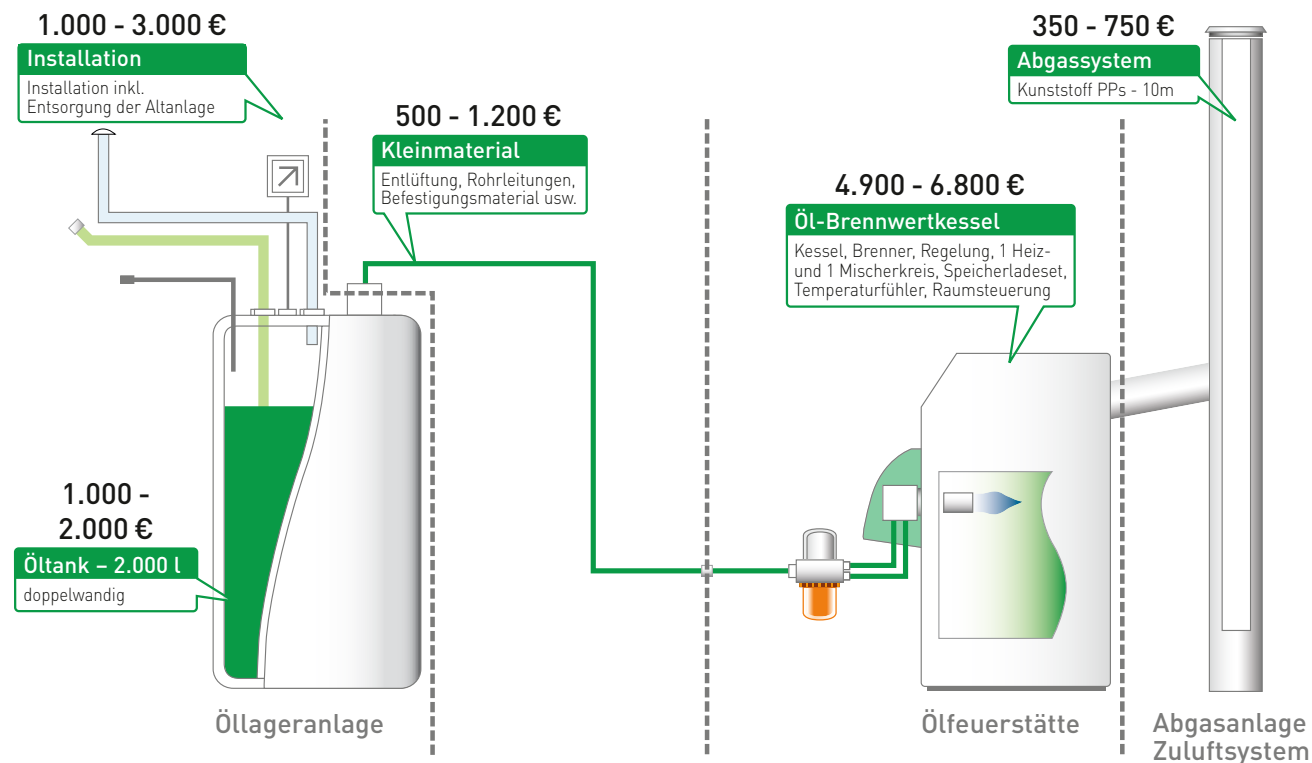 1.000 - 3.000 €
Installation
Installation inkl.
Entsorgung der Altanlage
500 - 1.200 €
Kleinmaterial
Entlüftung, Rohrleitungen,
Befestigungsmaterial usw.
4.900 - 6.800 €
Öl-Brennwertkessel
Kessel, Brenner, Regelung, 1 Heiz-
und 1 Mischerkreis, Speicherladeset,
Temperaturfühler, Raumsteuerung
350 - 750 €
Abgassystem
Kunststoff PPs - 10m
1.000 -
2.000 €
Öltank – 2.000 l
doppelwandig
Öllageranlage
Ölfeuerstätte
Abgasanlage
Zuluftsystem